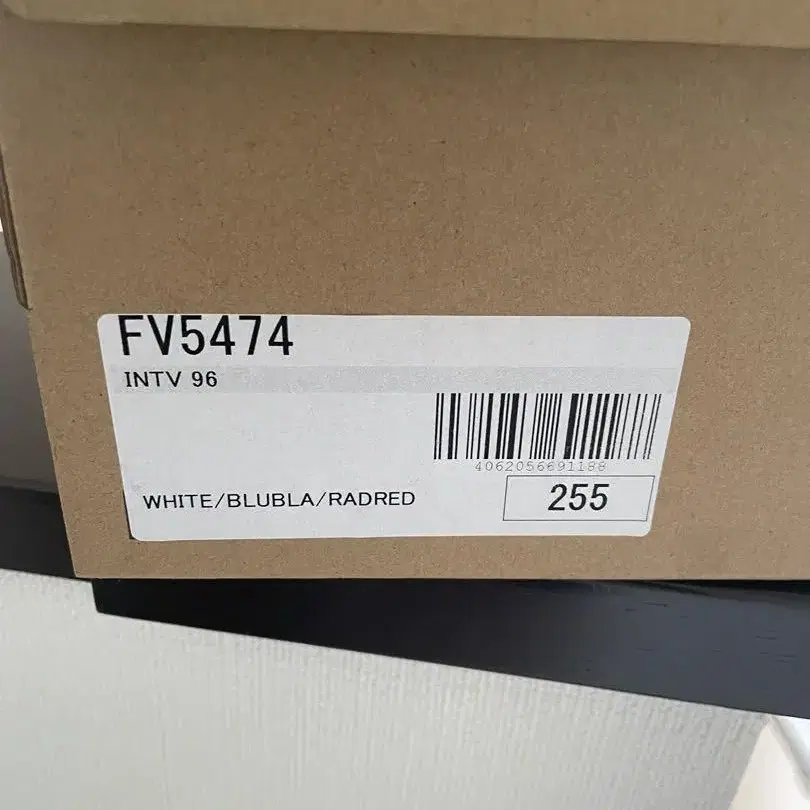 FV5474
INTV 96
4062056691188
WHITE/BLUBLA/RADRED
255